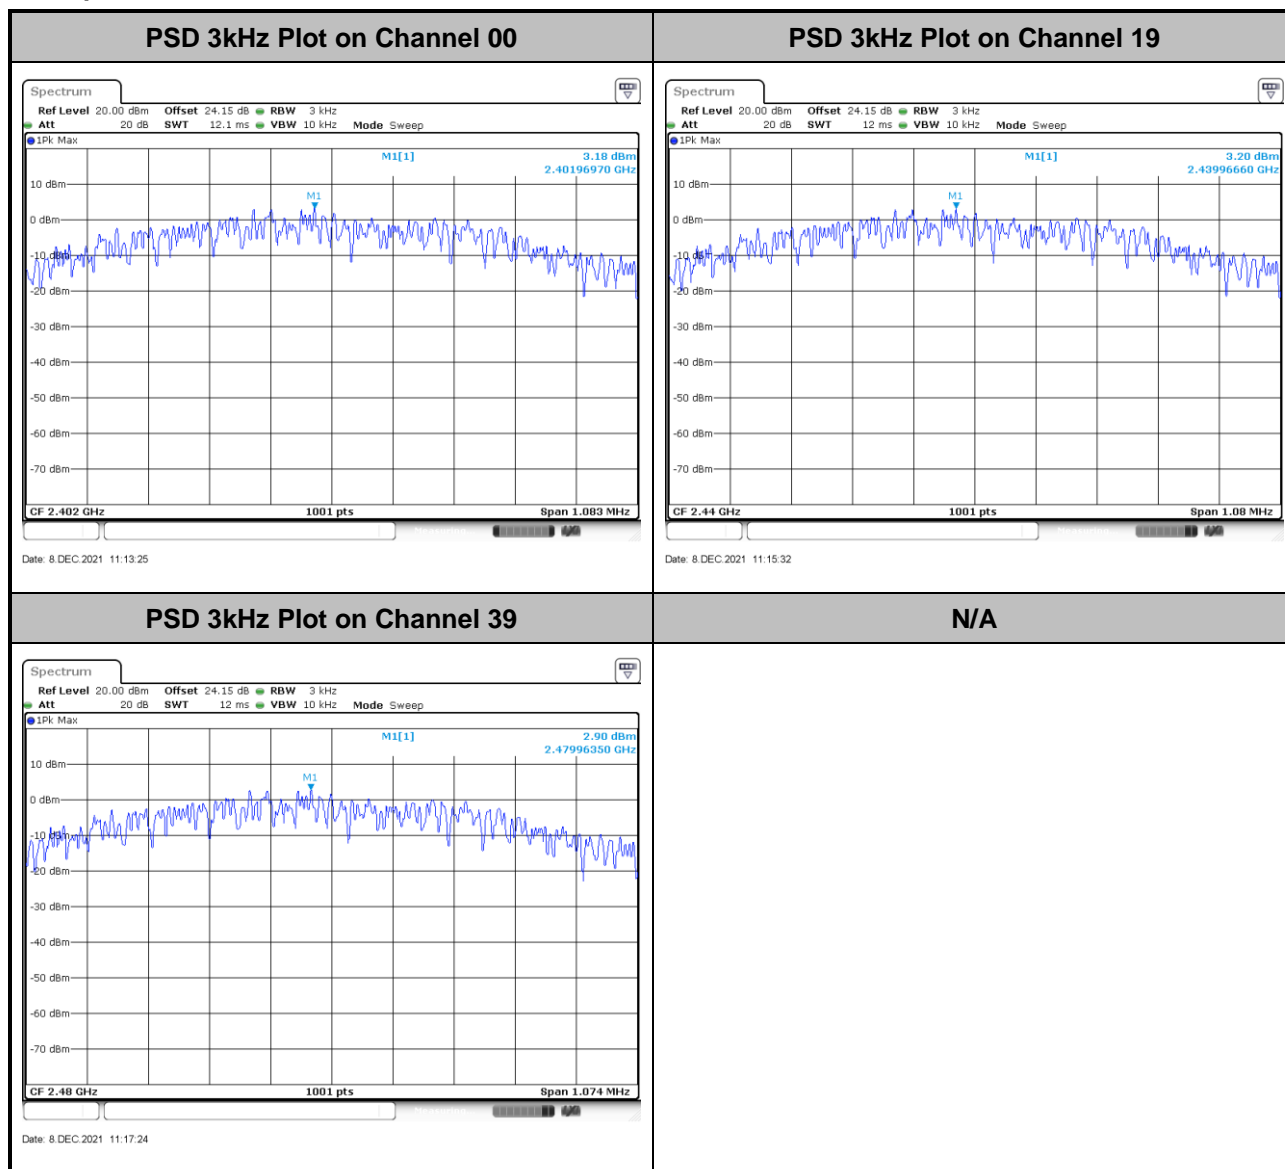 PSD 3kHz Plot on Channel 00
PSD 3kHz Plot on Channel 19
Spectrum
Ref Level 20.00 dBm Offset 24.15 dB RBW 3 kHz
Att 20 dB SWT 12.1 ms VBW 10 kHz Mode Sweep
1Pk Max
M1[1] 3.18 dBm
2.40196970 GHz
10 dBm
M1
0 dBm
-10 dBm
-20 dBm
-30 dBm
-40 dBm
-50 dBm
-60 dBm
-70 dBm
CF 2.402 GHz 1001 pts Span 1.083 MHz
Date: 8.DEC.2021 11:13:25
Spectrum
Ref Level 20.00 dBm Offset 24.15 dB RBW 3 kHz
Att 20 dB SWT 12 ms VBW 10 kHz Mode Sweep
1Pk Max
M1[1] 3.20 dBm
2.43996660 GHz
10 dBm
M1
0 dBm
-10 dBm
-20 dBm
-30 dBm
-40 dBm
-50 dBm
-60 dBm
-70 dBm
CF 2.44 GHz 1001 pts Span 1.08 MHz
Date: 8.DEC.2021 11:15:32
PSD 3kHz Plot on Channel 39
N/A
Spectrum
Ref Level 20.00 dBm Offset 24.15 dB RBW 3 kHz
Att 20 dB SWT 12 ms VBW 10 kHz Mode Sweep
1Pk Max
M1[1] 2.90 dBm
2.47996350 GHz
10 dBm
M1
0 dBm
-10 dBm
-20 dBm
-30 dBm
-40 dBm
-50 dBm
-60 dBm
-70 dBm
CF 2.48 GHz 1001 pts Span 1.074 MHz
Date: 8.DEC.2021 11:17:24